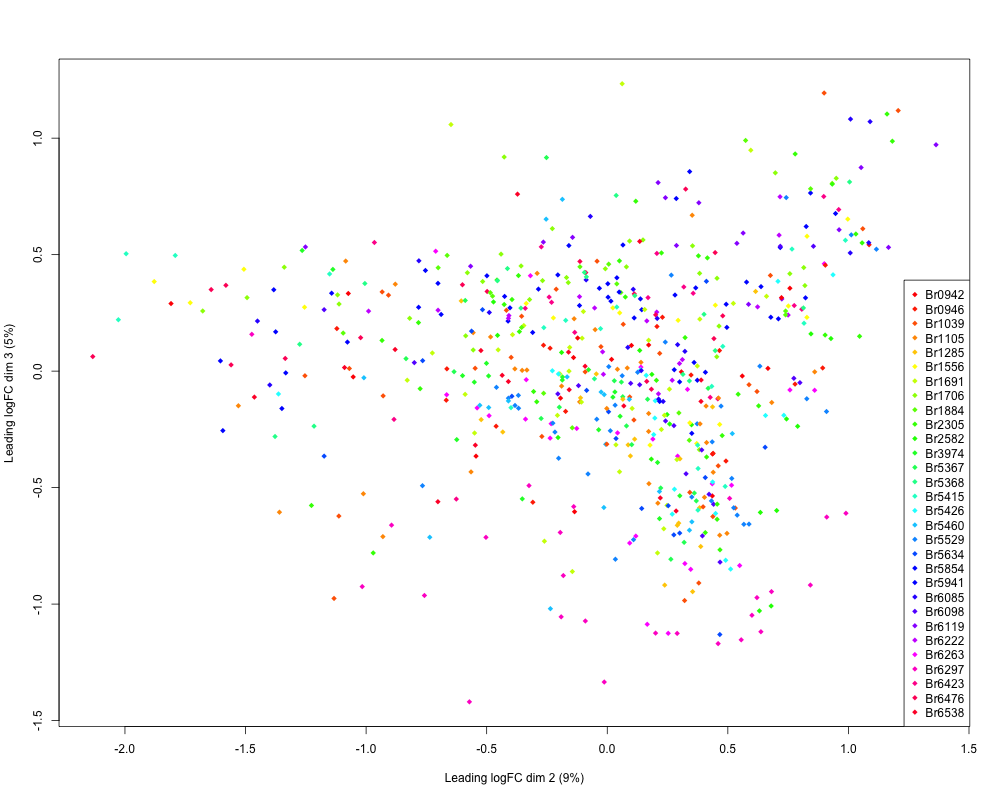 1.0
0.5
0.0
-0.5
-1.0
-1.5
Leading logFC dim 3 (5%)
-2.0 -1.5 -1.0 -0.5 0.0 0.5 1.0 1.5
Leading logFC dim 2 (9%)
Br0942
Br0946
Br1039
Br1105
Br1285
Br1556
Br1691
Br1706
Br1884
Br2305
Br2582
Br3974
Br5367
Br5368
Br5415
Br5426
Br5460
Br5529
Br5634
Br5854
Br5941
Br6085
Br6098
Br6119
Br6222
Br6263
Br6297
Br6423
Br6476
Br6538